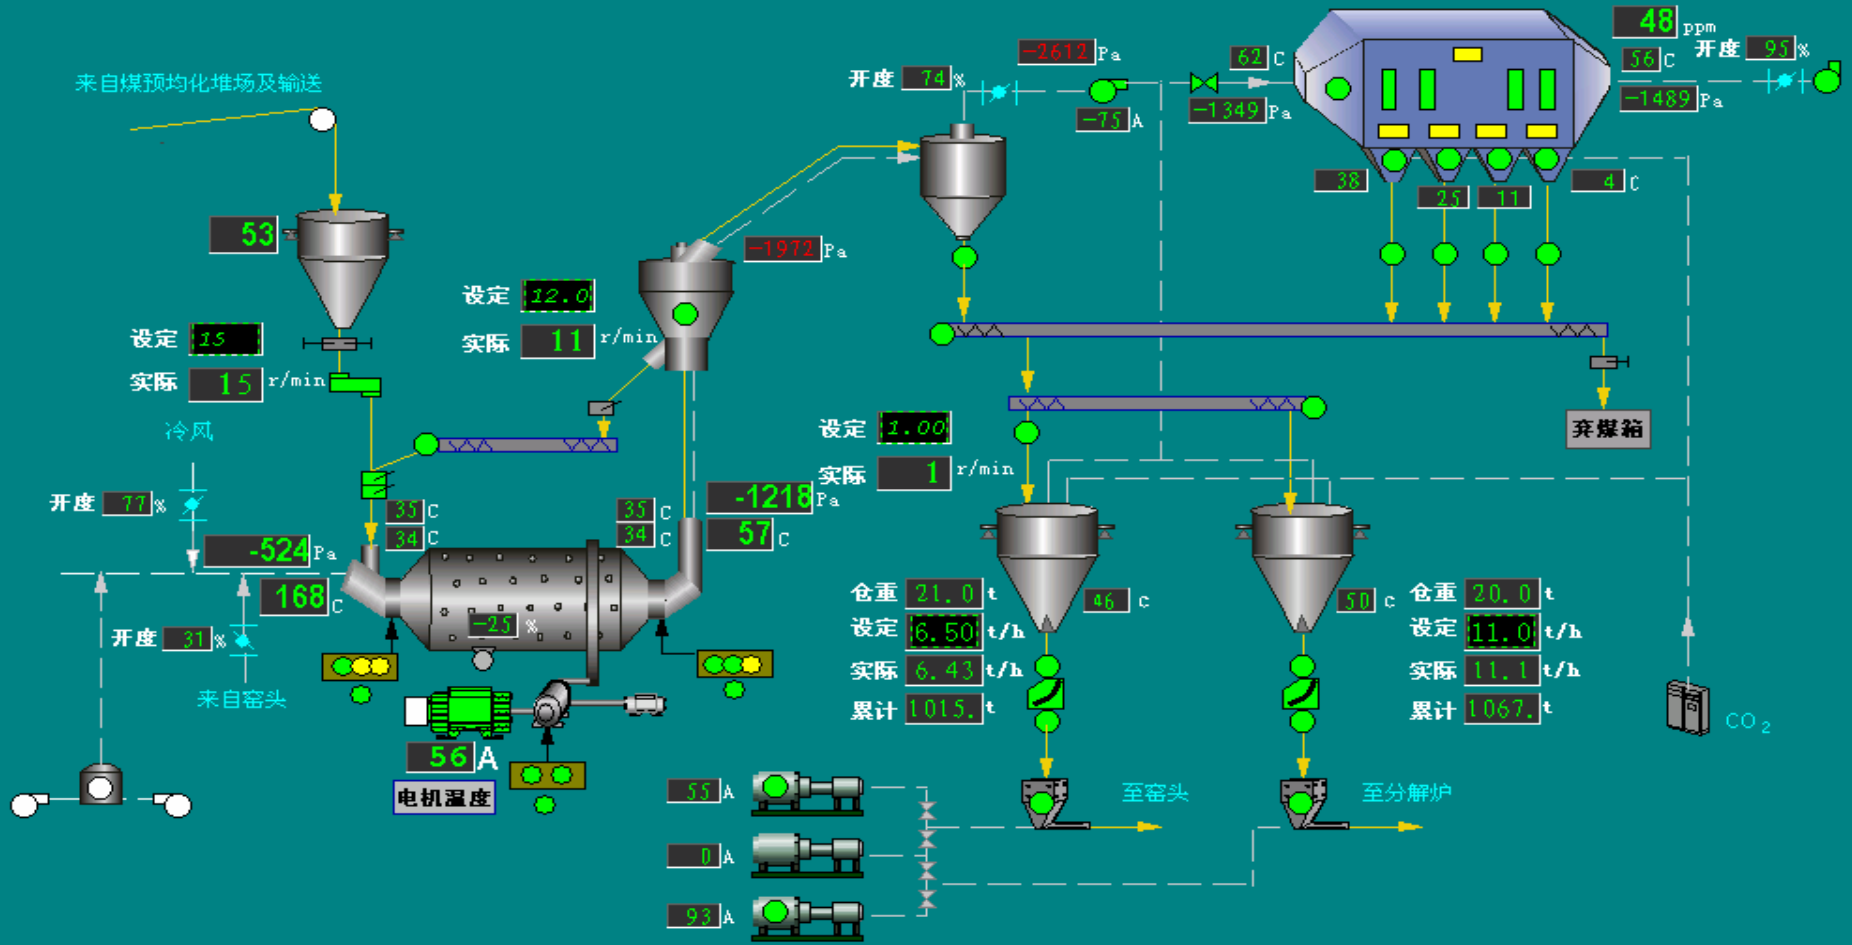 48 ppm
-2612 Pa
62 C
56 C
开度 95 %
来自煤预均化堆场及输送
开度 74 %
-1349 Pa
-1489 Pa
-75 A
38
25
11
4 C
53
-1972 Pa
设定 12.0
设定 15
实际 11 r/min
实际 15 r/min
冷风
设定 1.00
弃煤箱
实际 1 r/min
开度 77 %
35 C
35 C
-1218 Pa
34 C
34 C
57 C
-524 Pa
168 C
仓重 21.0 t
46 c
50 c
仓重 20.0 t
开度 31 %
-25 %
设定 6.50 t/h
设定 11.0 t/h
实际 6.43 t/h
实际 11.1 t/h
来自窑头
累计 1015. t
累计 1067. t
CO2
56 A
电机温度
55 A
至窑头
至分解炉
0 A
93 A